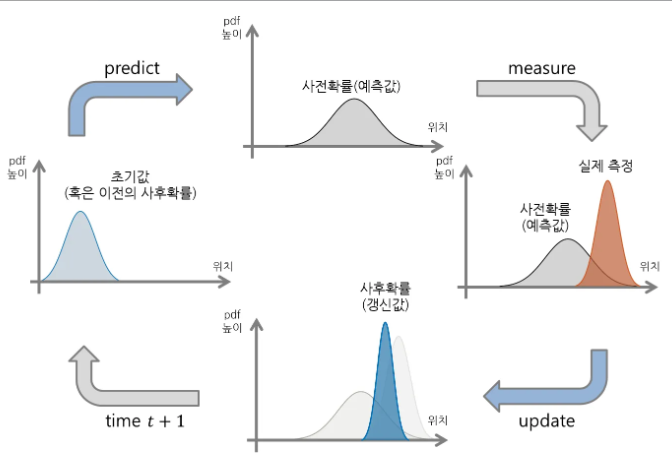 predict
pdf
높이
사전확률(예측값)
위치
measure
pdf
높이
초기값
(혹은 이전의 사후확률)
위치
pdf
높이
실제 측정
사전확률
(예측값)
위치
pdf
높이
사후확률
(갱신값)
위치
time t + 1
update